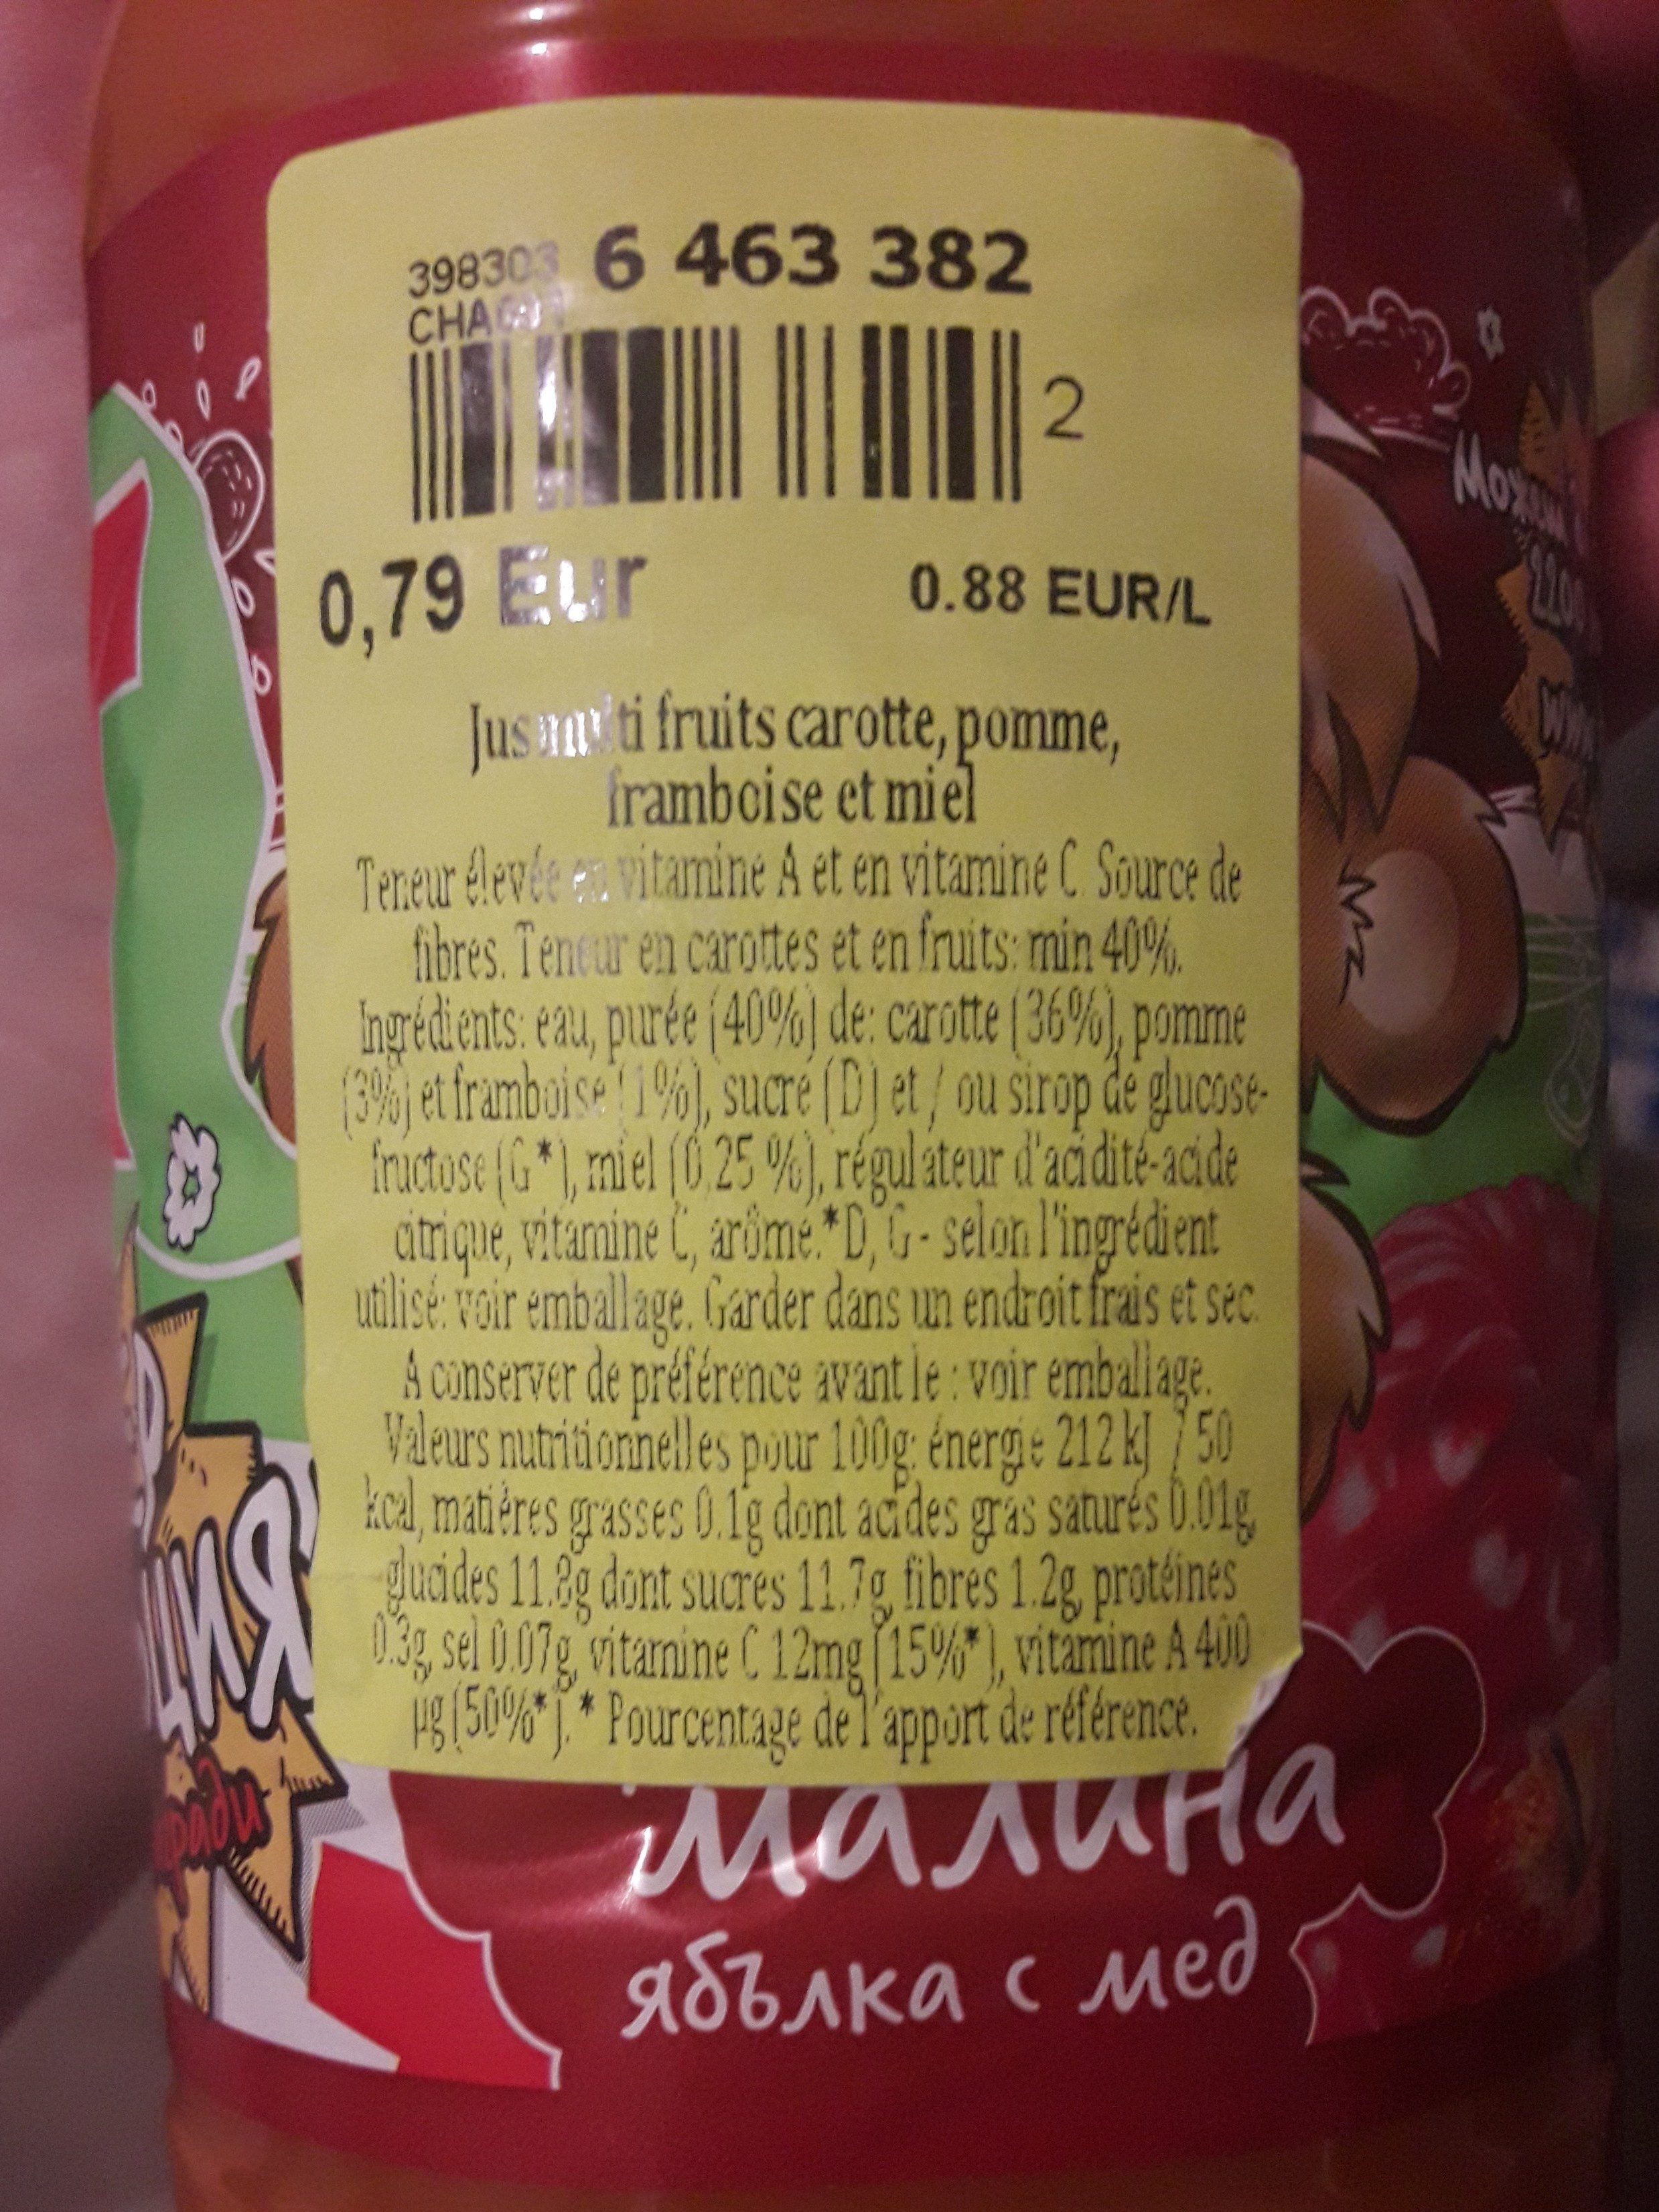 398303 6 463 382
2
0,79 Eur 0.88 EUR/L
Jus multi fruits carotte, pomme,
framboise et miel
Teneur élevée en vitamine A et en vitamine C. Source de
fibres. Teneur en carottes et en fruits: min 40%.
Ingrédients: eau, purée (40%) de: carotte (36%), pomme
(3%) et framboise (1%), sucre (D) et / ou sirop de glucose-
fructose (G*), miel (0.25 %), régulateur d'acidité-acide
citrique, vitamine C, arôme.*D, G- selon l'ingrédient
utilisé: voir emballage. Garder dans un endroit frais et sec.
A conserver de préférence avant le : voir emballage.
Valeurs nutritionnelles pour 100g: énergie 212 kJ / 50
kcal, matières grasses 0.1g dont acides gras saturés 0.01g,
glucides 11.8g dont sucres 11.7g, fibres 1.2g, protéines
0.3g, sel 0.07g, vitamine C 12mg (15%*), vitamine A 400
µg (50%*). * Pourcentage de l'apport de référence.
малина
ябълка с мед